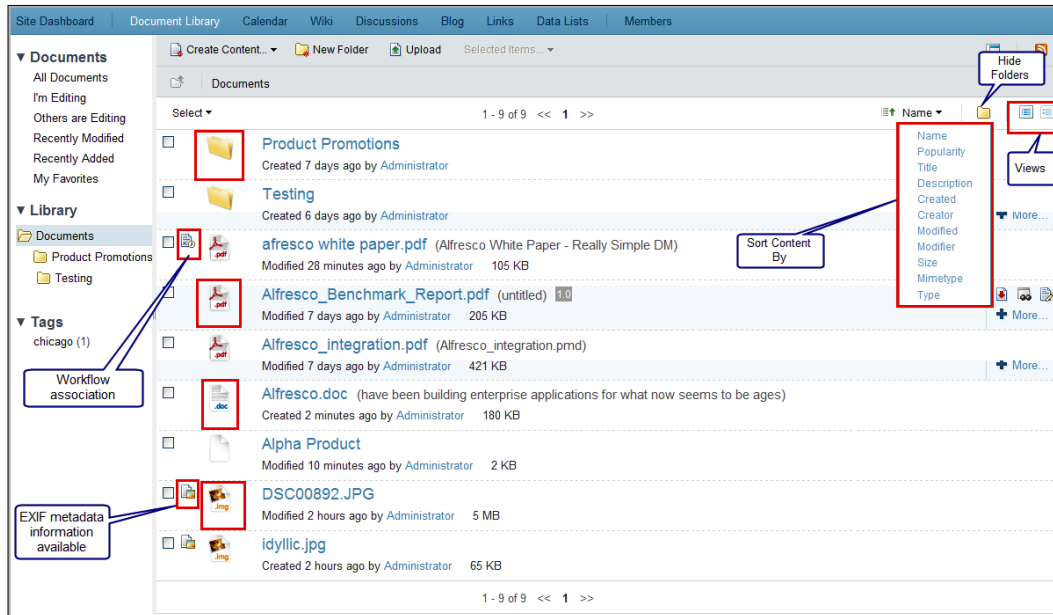 Site Dashboard Document Library Calendar Wiki Discussions Blog Links Data Lists Members
Documents
All Documents
I'm Editing
Others are Editing
Recently Modified
Recently Added
My Favorites
Library
Documents
Product Promotions
Testing
Tags
chicago (1)
Workflow association
EXIF metadata information available
Create Content... New Folder Upload Selected Items...
Hide Folders
Documents
Select 1 - 9 of 9 << 1 >> Name
Views
Sort Content By
Name
Popularity
Title
Description
Created
Creator
Modified
Modifier
Size
Mimetype
Type
Product Promotions
Created 7 days ago by Administrator
Testing
Created 6 days ago by Administrator
More...
afresco white paper.pdf (Alfresco White Paper - Really Simple DM)
.pdf
Modified 28 minutes ago by Administrator 105 KB
Alfresco_Benchmark_Report.pdf (untitled) 1.0
.pdf
Modified 7 days ago by Administrator 205 KB
More...
Alfresco_integration.pdf (Alfresco_integration.pmd)
.pdf
Modified 7 days ago by Administrator 421 KB
More...
Alfresco.doc (have been building enterprise applications for what now seems to be ages)
.doc
Created 2 minutes ago by Administrator 180 KB
Alpha Product
Modified 10 minutes ago by Administrator 2 KB
DSC00892.JPG
.img
Modified 2 hours ago by Administrator 5 MB
idyllic.jpg
.img
Created 2 hours ago by Administrator 65 KB
1 - 9 of 9 << 1 >>